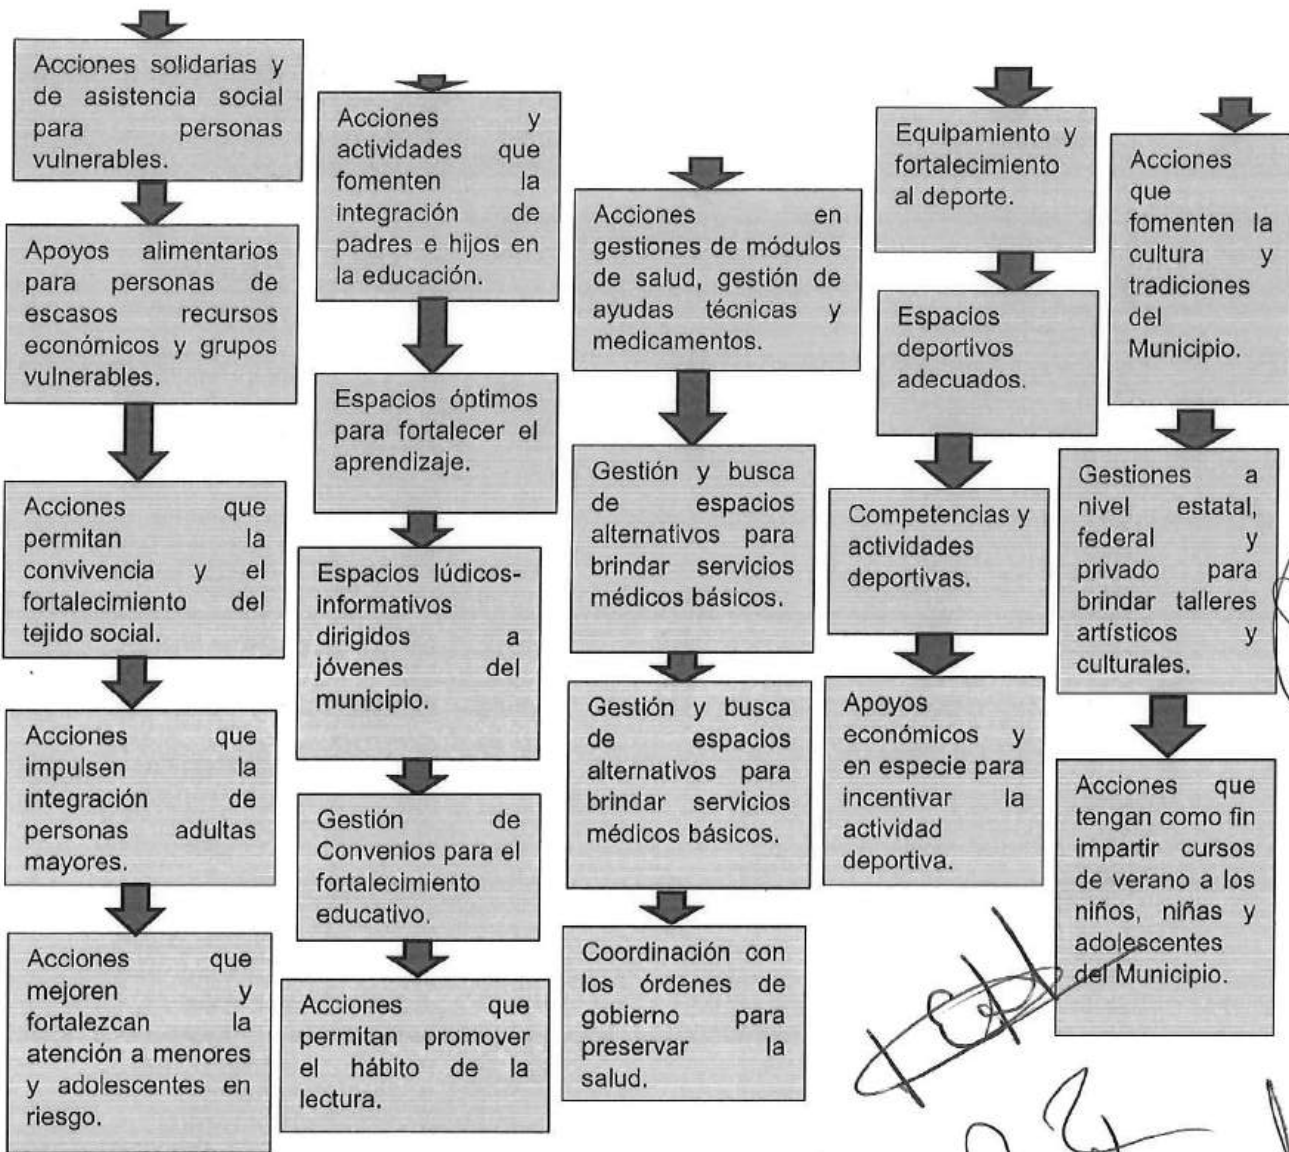 Acciones solidarias y
de asistencia social
para personas
vulnerables.
Apoyos alimentarios
para personas de
escasos recursos
económicos y grupos
vulnerables.
Acciones que
permitan la
convivencia y el
fortalecimiento del
tejido social.
Acciones que
impulsen la
integración de
personas adultas
mayores.
Acciones que
mejoren y
fortalezcan la
atención a menores
y adolescentes en
riesgo.
Acciones y
actividades que
fomenten la
integración de
padres e hijos en
la educación.
Espacios óptimos
para fortalecer el
aprendizaje.
Espacios lúdicos-
informativos
dirigidos a
jóvenes del
municipio.
Gestión de
Convenios para el
fortalecimiento
educativo.
Acciones que
permitan promover
el hábito de la
lectura.
Acciones en
gestiones de módulos
de salud, gestión de
ayudas técnicas y
medicamentos.
Gestión y busca
de espacios
alternativos para
brindar servicios
médicos básicos.
Gestión y busca
de espacios
alternativos para
brindar servicios
médicos básicos.
Coordinación con
los órdenes de
gobierno para
preservar la
salud.
Equipamiento y
fortalecimiento
al deporte.
Espacios
deportivos
adecuados.
Competencias y
actividades
deportivas.
Apoyos
económicos y
en especie para
incentivar la
actividad
deportiva.
Acciones
que
fomenten la
cultura y
tradiciones
del
Municipio.
Gestiones a
nivel estatal,
federal y
privado para
brindar talleres
artísticos y
culturales.
Acciones que
tengan como fin
impartir cursos
de verano a los
niños, niñas y
adolescentes
del Municipio.